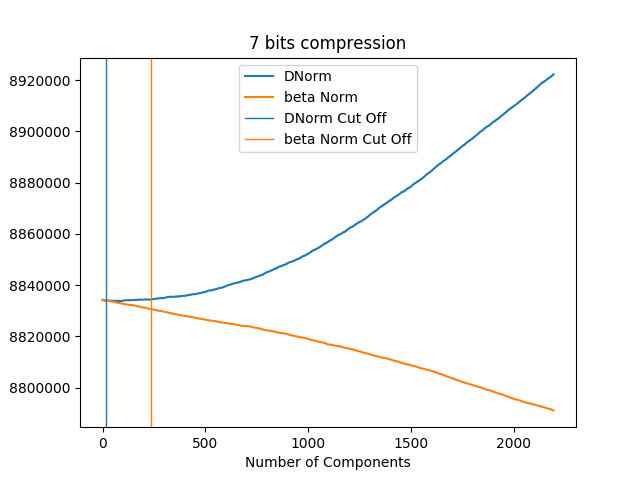 7 bits compression
DNorm
beta Norm
DNorm Cut Off
beta Norm Cut Off
8920000
8900000
8880000
8860000
8840000
8820000
8800000
0 500 1000 1500 2000
Number of Components